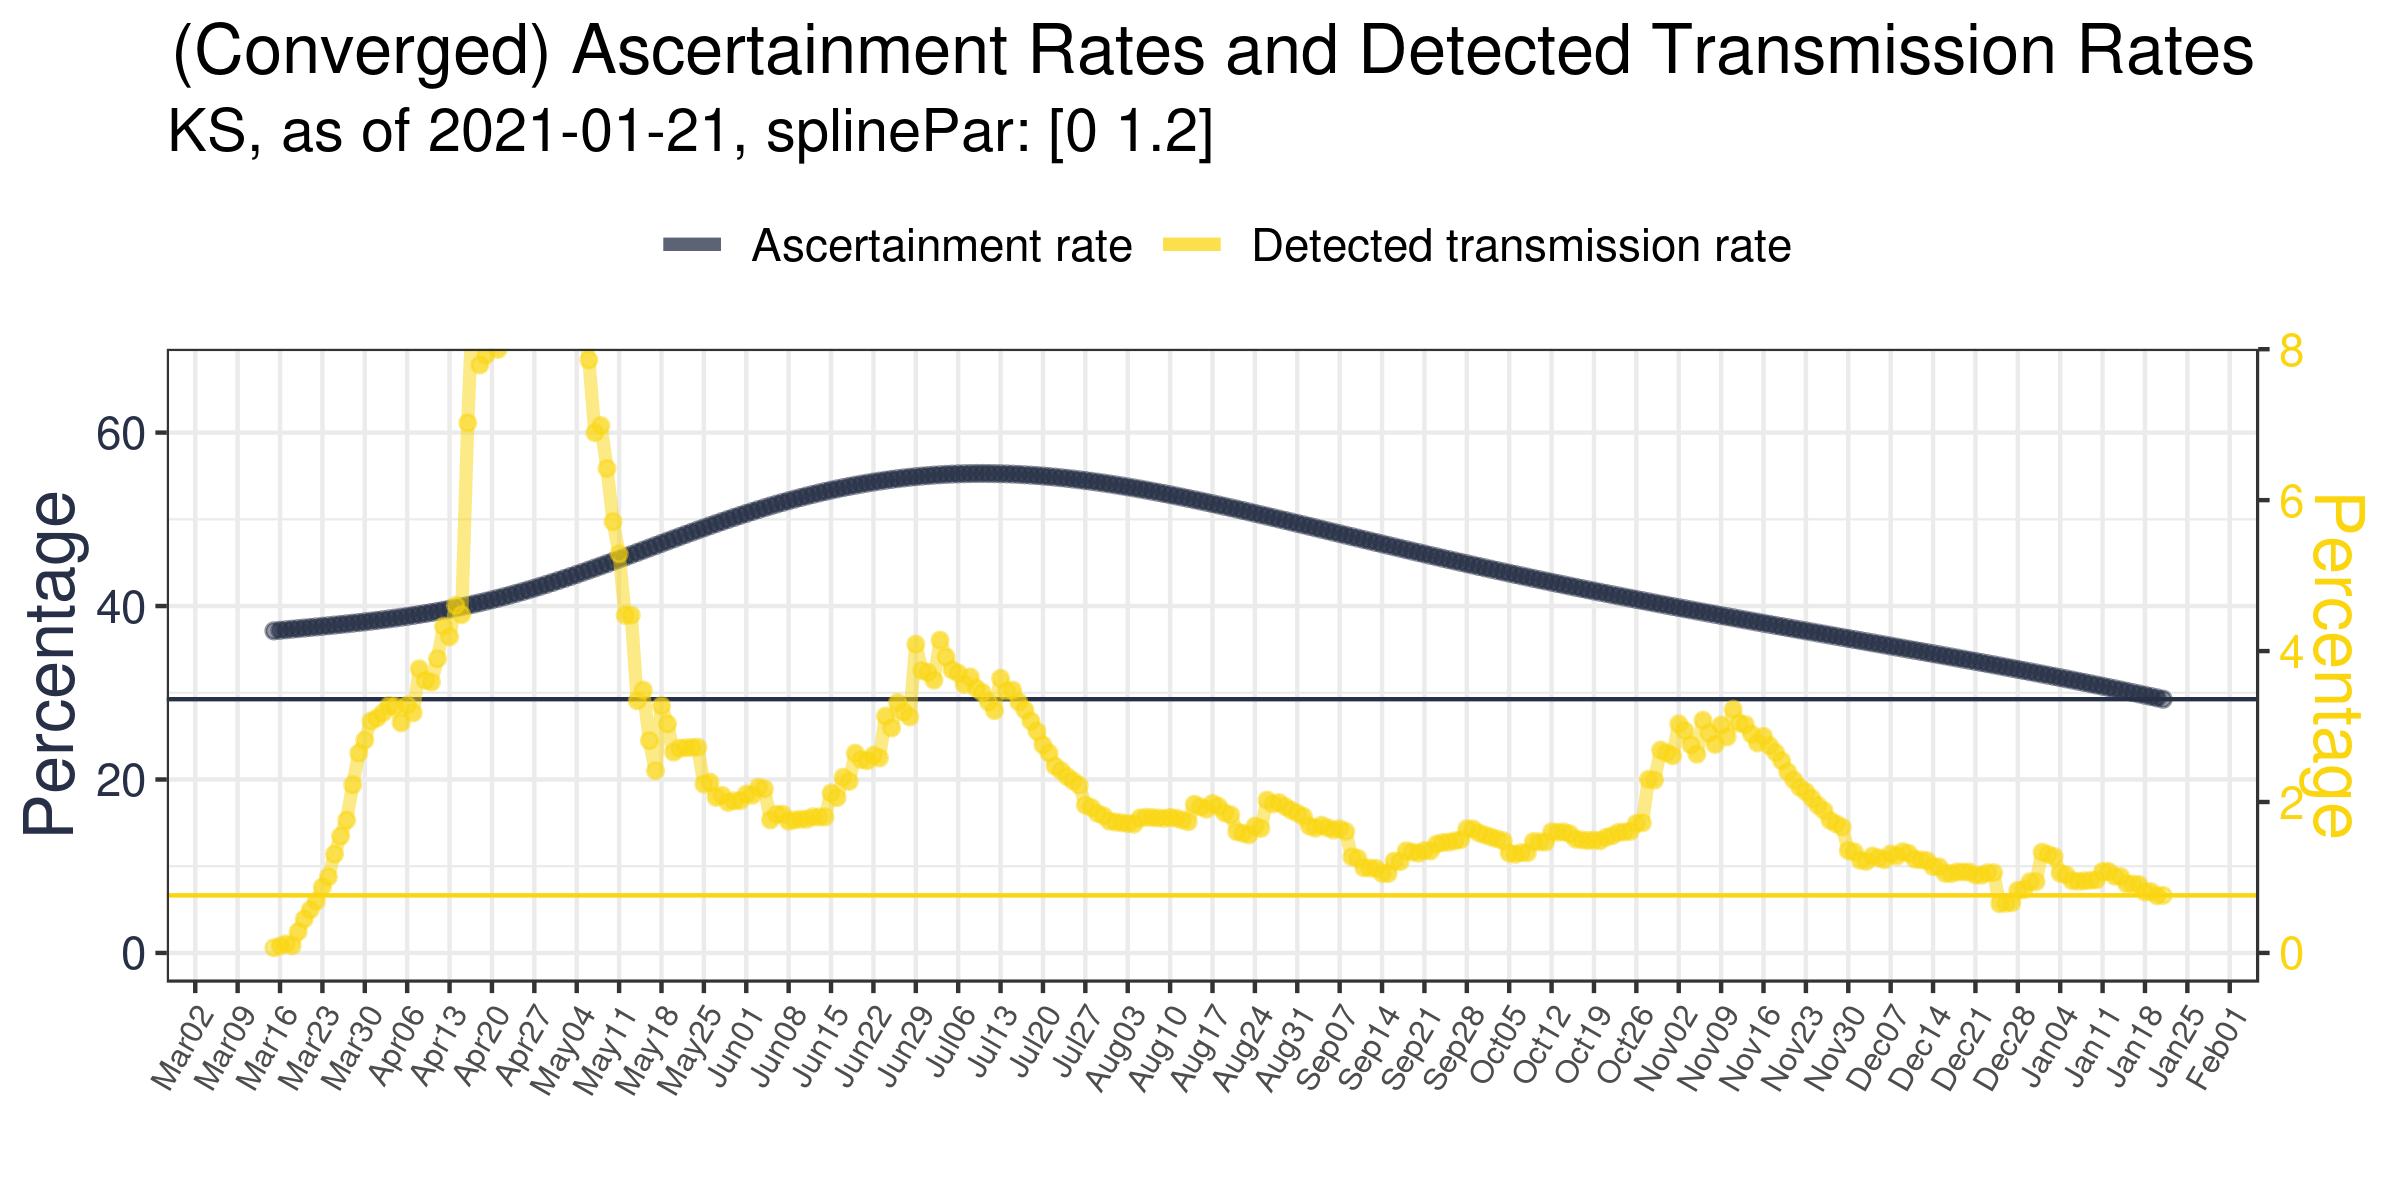 (Converged) Ascertainment Rates and Detected Transmission Rates
KS, as of 2021-01-21, splinePar: [0 1.2]
Ascertainment rate Detected transmission rate
Percentage
60
40
20
0
8
6
4
2
0
Percentage
Mar02 Mar09 Mar16 Mar23 Mar30 Apr06 Apr13 Apr20 Apr27 May04 May11 May18 May25 Jun01 Jun08 Jun15 Jun22 Jun29 Jul06 Jul13 Jul20 Jul27 Aug03 Aug10 Aug17 Aug24 Aug31 Sep07 Sep14 Sep21 Sep28 Oct05 Oct12 Oct19 Oct26 Nov02 Nov09 Nov16 Nov23 Nov30 Dec07 Dec14 Dec21 Dec28 Jan04 Jan11 Jan18 Jan25 Feb01